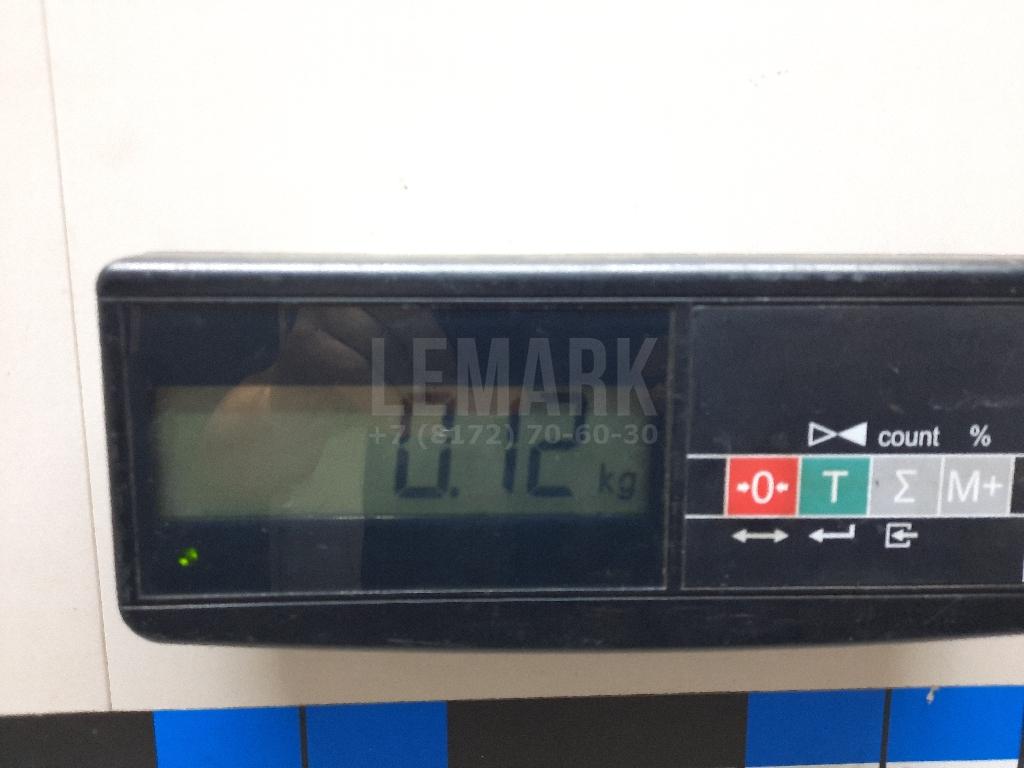 LEMARK
+7 (8172) 70-60-30
0.12 kg
count %
→0← T Σ M+